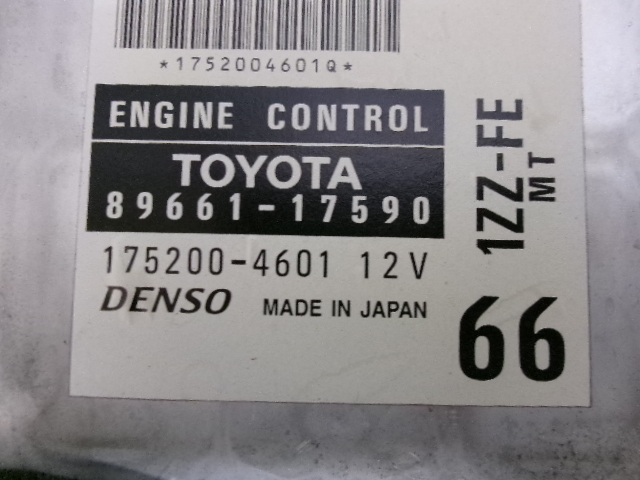 *1752004601Q*
ENGINE CONTROL
TOYOTA
89661-17590
175200-4601 12V
DENSO MADE IN JAPAN
1ZZ-FE
MT
66